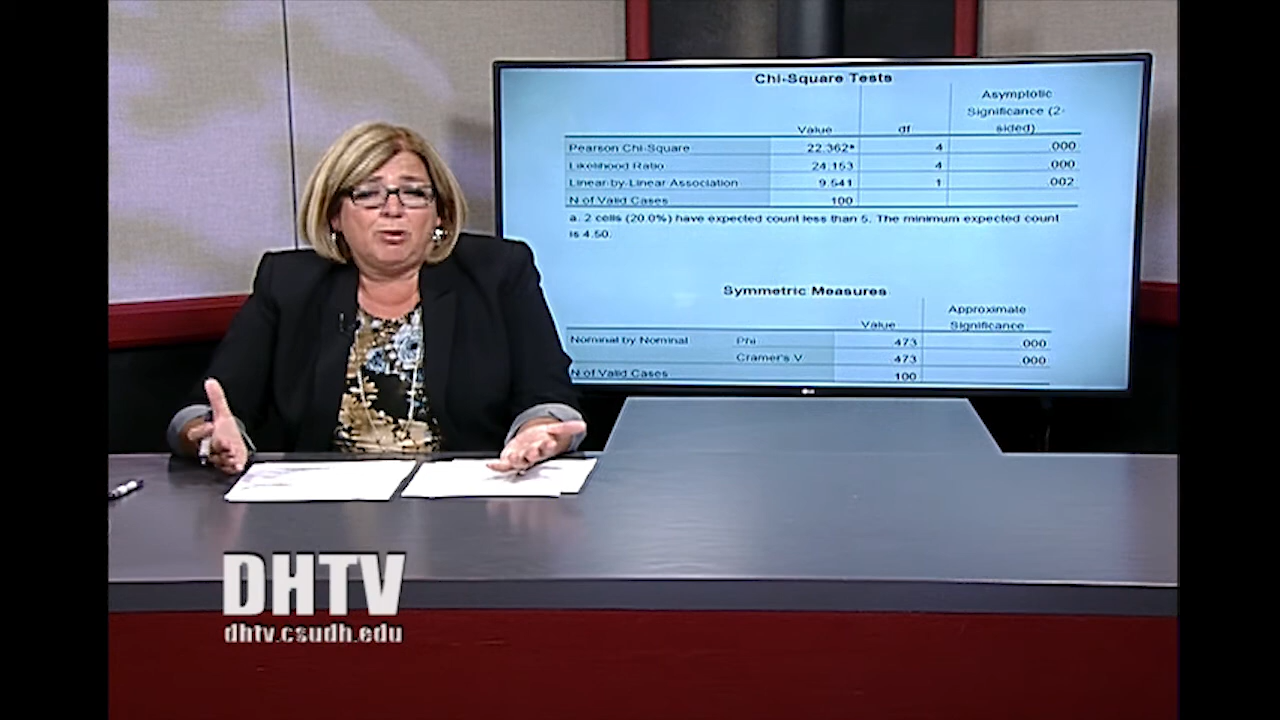 Chi-Square Tests
Asymptotic
Significance (2-
Value df sided)
Pearson Chi-Square 22.362ª 4 .000
Likelihood Ratio 24.153 4 .000
Linear-by-Linear Association 9.541 1 .002
N of Valid Cases 100
a. 2 cells (20.0%) have expected count less than 5. The minimum expected count
is 4.50.
Symmetric Measures
Approximate
Value Significance
Nominal by Nominal Phi .473 .000
Cramer's V .473 .000
N of Valid Cases 100
LG
DHTV
dhtv.csudh.edu